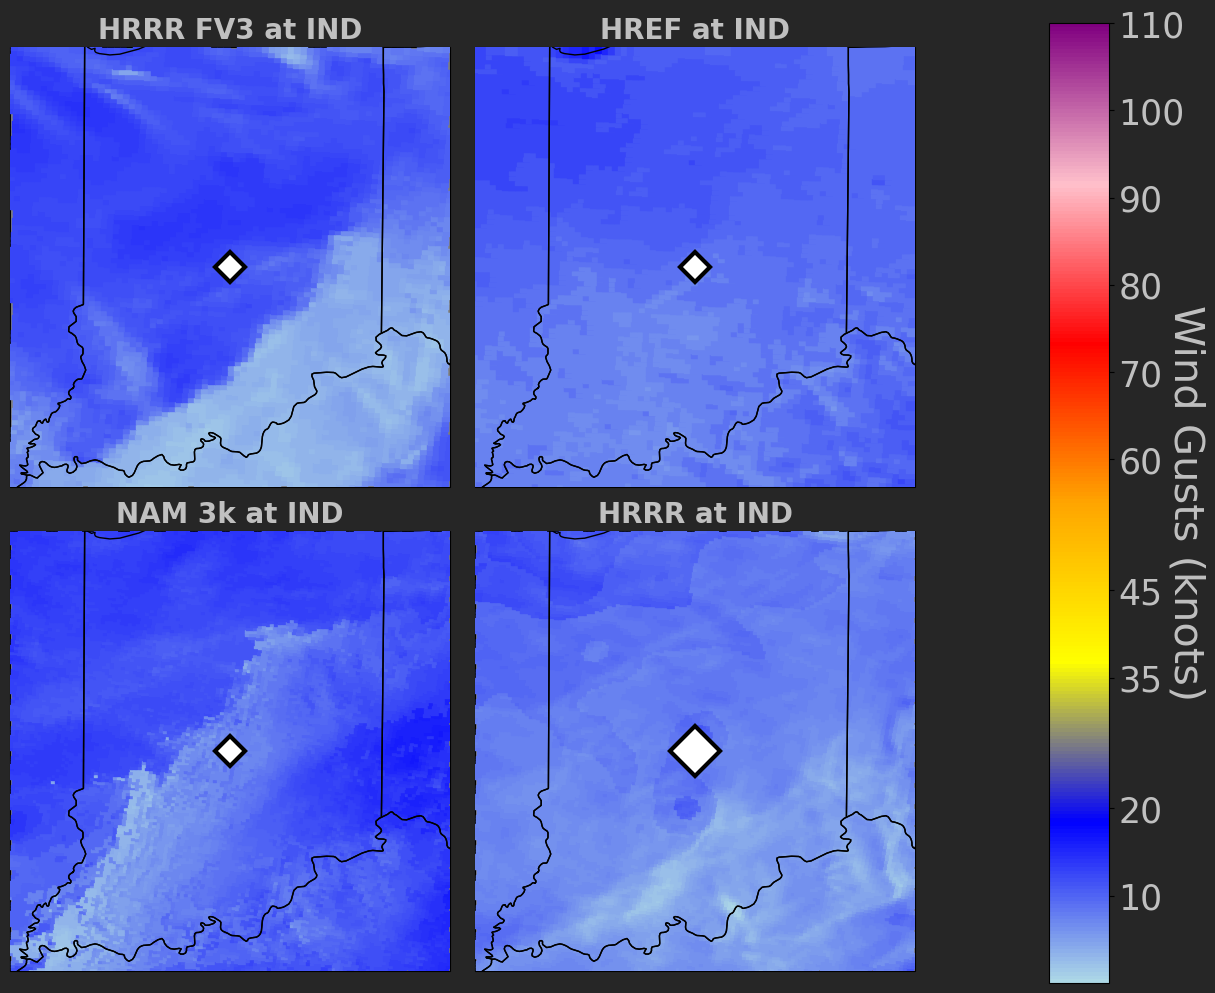 HRRR FV3 at IND
HREF at IND
NAM 3k at IND
HRRR at IND
110
100
90
80
70
60
45
35
20
10
Wind Gusts (knots)